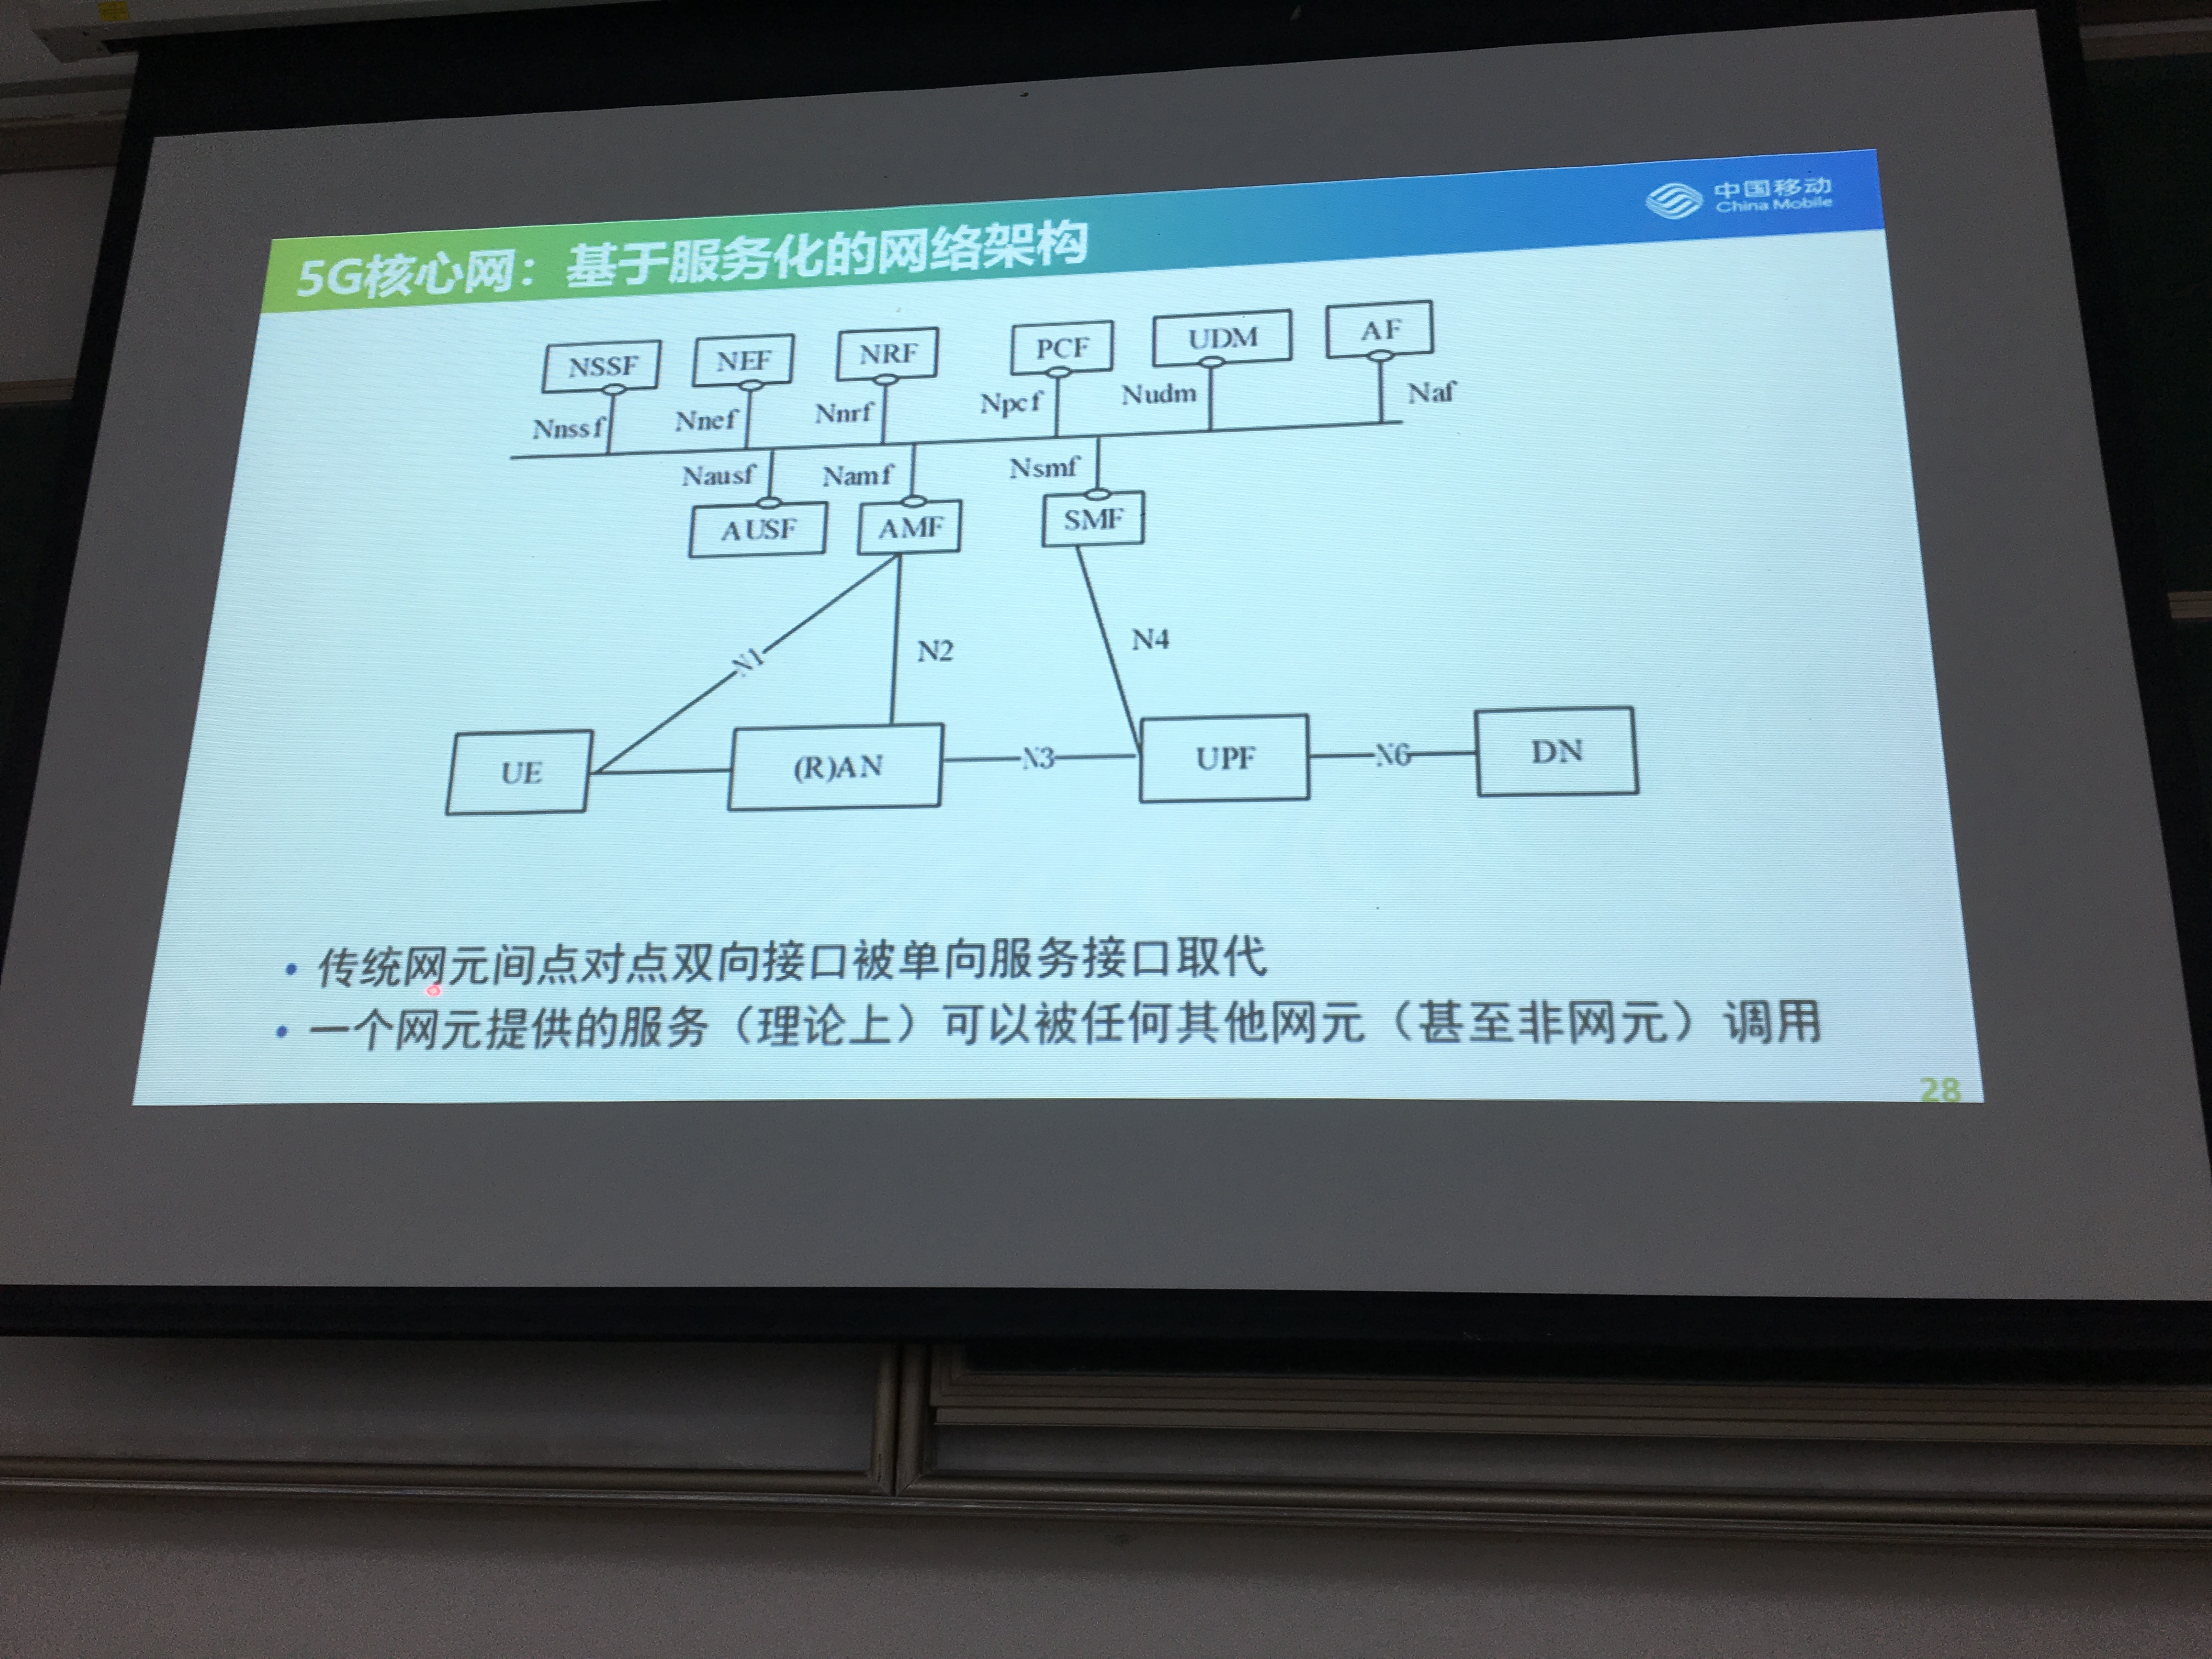 中国移动
China Mobile
5G核心网：基于服务化的网络架构
NSSF NEF NRF PCF UDM AF
Nnssf Nnef Nnrf Npcf Nudm Naf
Nausf Namf Nsmf
AUSF AMF SMF
N1 N2 N4
UE (R)AN N3 UPF N6 DN
• 传统网元间点对点双向接口被单向服务接口取代
• 一个网元提供的服务（理论上）可以被任何其他网元（甚至非网元）调用
28